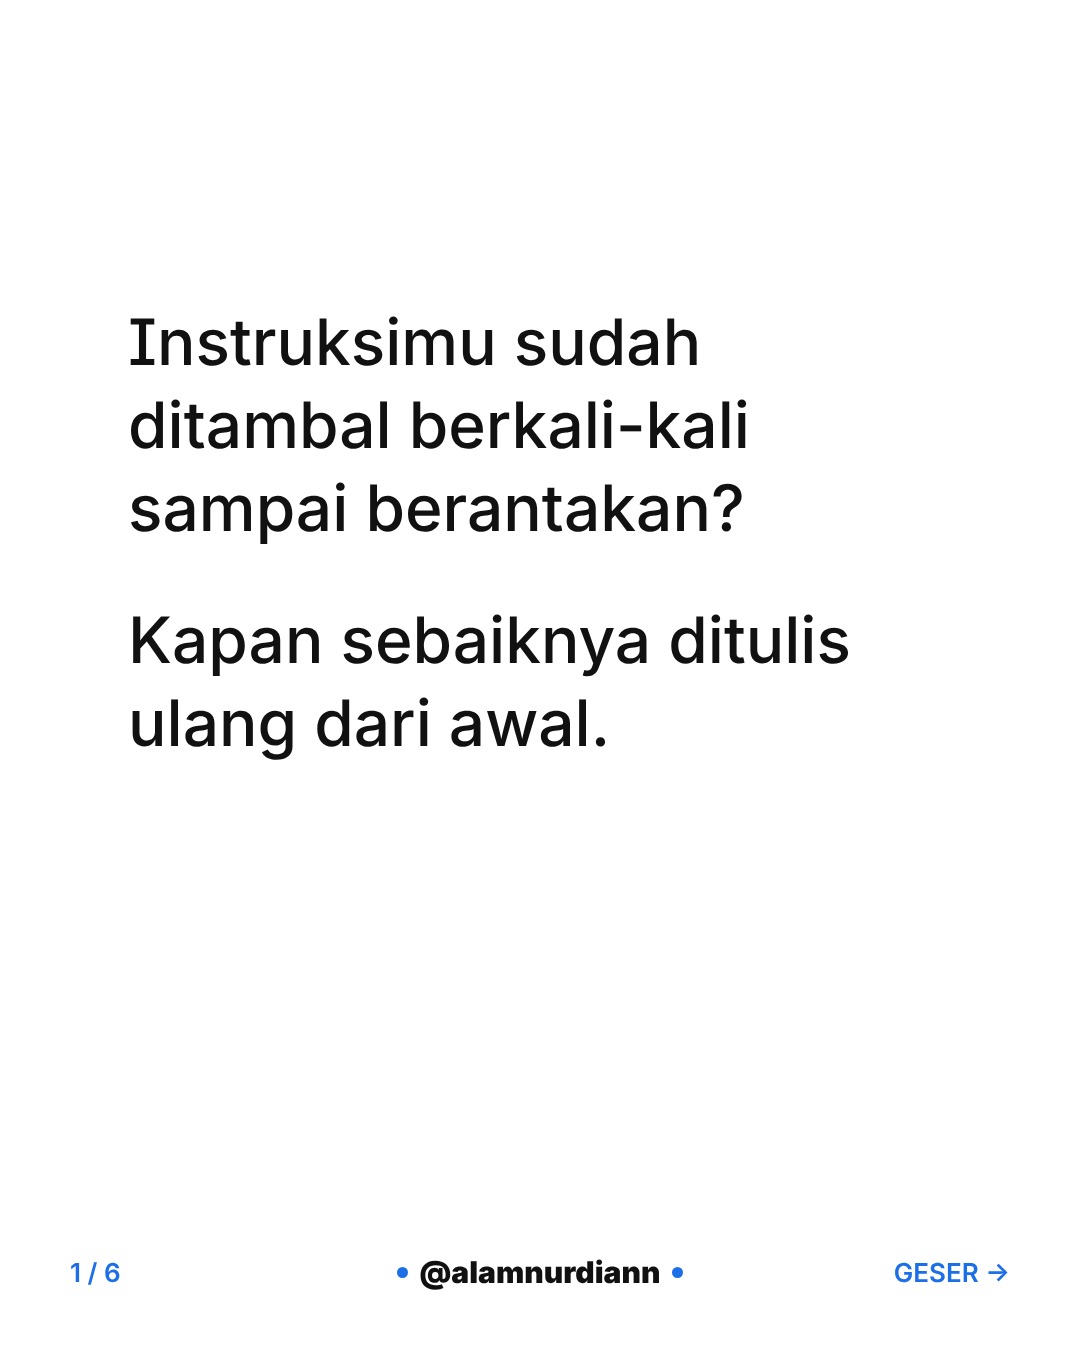 Instruksimu sudah
ditambal berkali-kali
sampai berantakan?
Kapan sebaiknya ditulis
ulang dari awal.
1 / 6
• @alamnurdiann •
GESER →